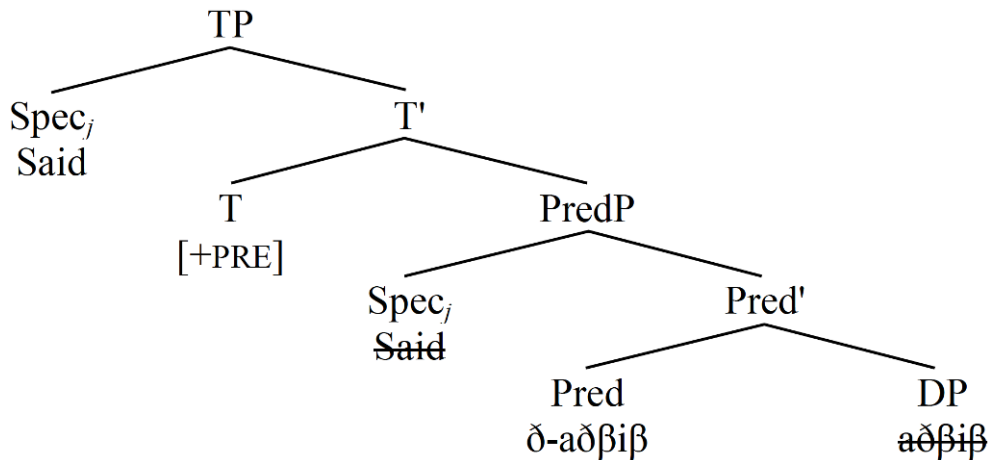 TP
Specj T'
Said
T PredP
[+PRE]
Specj Pred'
Said
Pred DP
ð-aðβiβ aðβiβ